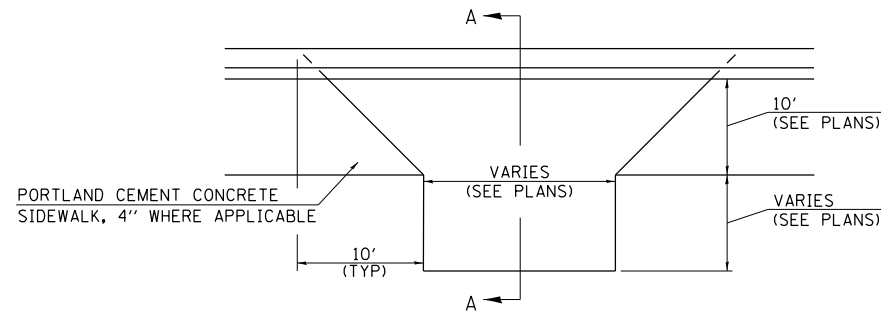 A
10'
(SEE PLANS)
VARIES
(SEE PLANS)
PORTLAND CEMENT CONCRETE
SIDEWALK, 4" WHERE APPLICABLE
VARIES
(SEE PLANS)
10'
(TYP)
A